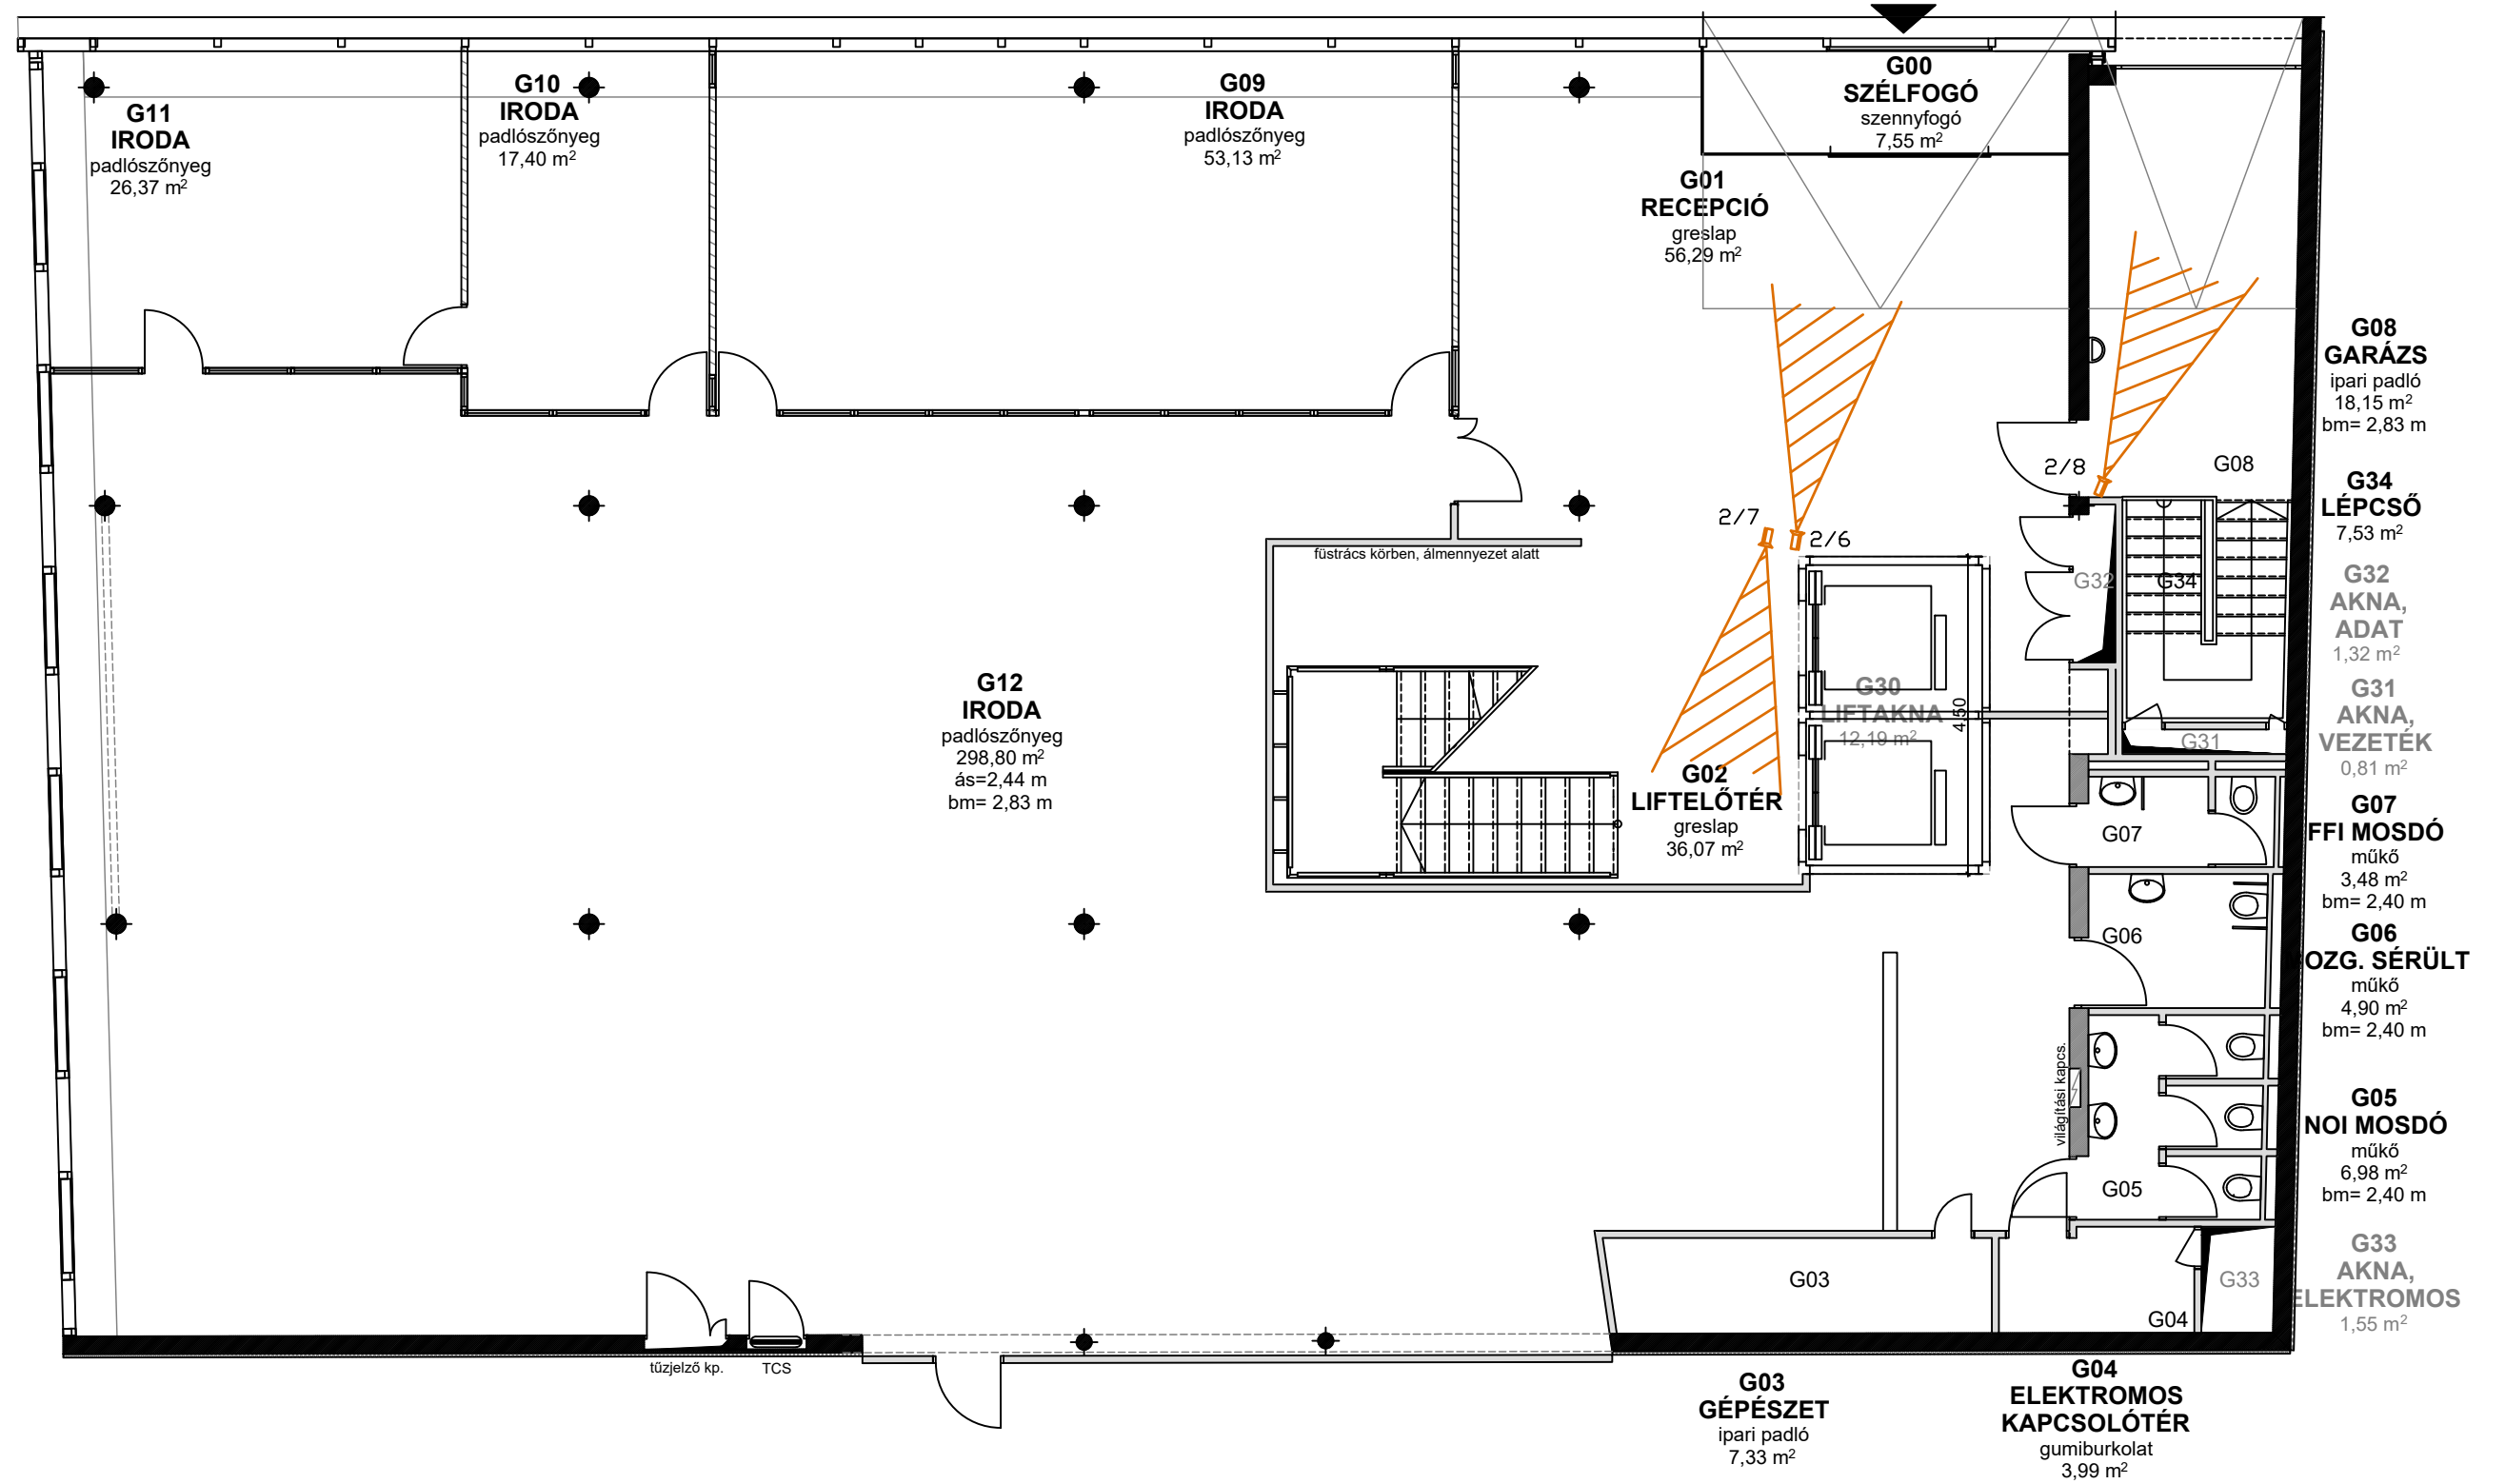 G11
IRODA
padlószőnyeg
26,37 m²
G10
IRODA
padlószőnyeg
17,40 m²
G09
IRODA
padlószőnyeg
53,13 m²
G00
SZÉLFOGÓ
szennyfogó
7,55 m²
G01
RECEPCIÓ
greslap
56,29 m²
G08
GARÁZS
ipari padló
18,15 m²
bm= 2,83 m
2/8
G08
G34
LÉPCSŐ
7,53 m²
2/7
2/6
füstrács körben, álmennyezet alatt
G32
G34
G32
AKNA,
ADAT
1,32 m²
G12
IRODA
padlószőnyeg
298,80 m²
ás=2,44 m
bm= 2,83 m
G30
LIFTAKNA
12,19 m²
4,50
G31
G31
AKNA,
VEZETÉK
0,81 m²
G02
LIFTELŐTÉR
greslap
36,07 m²
G07
G07
FFI MOSDÓ
műkő
3,48 m²
bm= 2,40 m
G06
G06
OZG. SÉRÜLT
műkő
4,90 m²
bm= 2,40 m
világítási kapcs.
G05
G05
NOI MOSDÓ
műkő
6,98 m²
bm= 2,40 m
G03
G04
G33
G33
AKNA,
ELEKTROMOS
1,55 m²
tűzjelző kp.
TCS
G03
GÉPÉSZET
ipari padló
7,33 m²
G04
ELEKTROMOS
KAPCSOLÓTÉR
gumiburkolat
3,99 m²